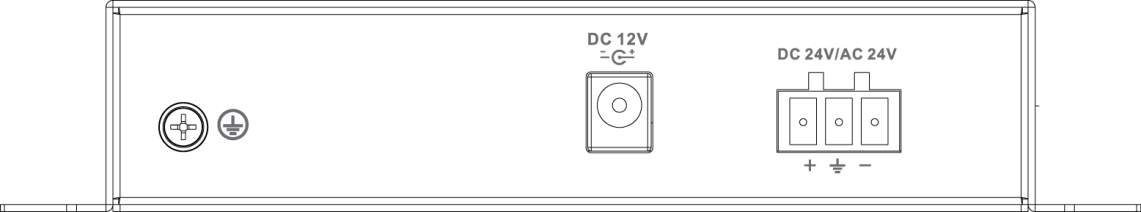 DC 12V
- +
DC 24V/AC 24V
+ −